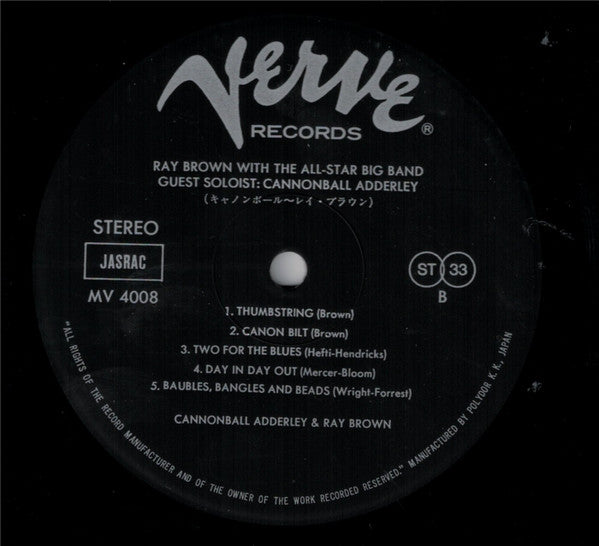 Verve
RECORDS ®
RAY BROWN WITH THE ALL-STAR BIG BAND
GUEST SOLOIST: CANNONBALL ADDERLEY
(キャノンボール〜レイ・ブラウン)
STEREO
JASRAC
MV 4008
ST 33
B
1. THUMBSTRING (Brown)
2. CANON BILT (Brown)
3. TWO FOR THE BLUES (Hefti-Hendricks)
4. DAY IN DAY OUT (Mercer-Bloom)
5. BAUBLES, BANGLES AND BEADS (Wright-Forrest)
CANNONBALL ADDERLEY & RAY BROWN
"ALL RIGHTS OF THE RECORD MANUFACTURER AND OF THE OWNER OF THE WORK RECORDED RESERVED." MANUFACTURED BY POLYDOR K. K., JAPAN